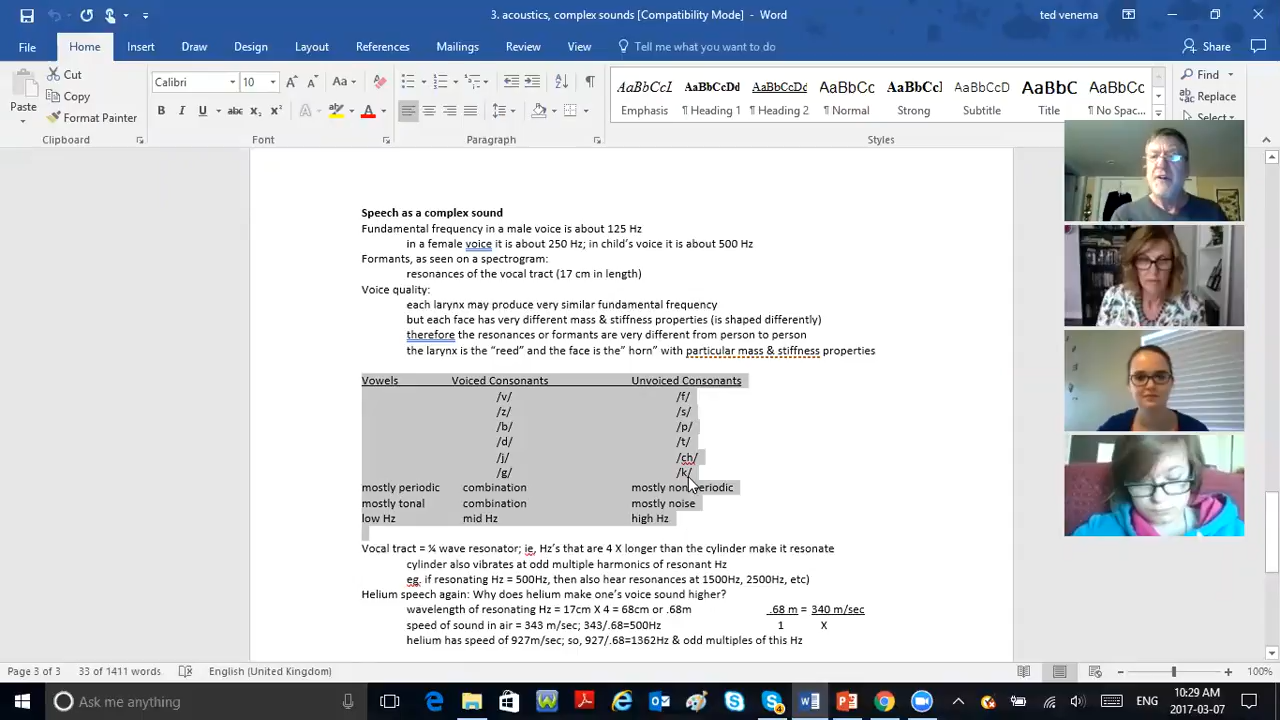 3. acoustics, complex sounds [Compatibility Mode] - Word
ted venema
File Home Insert Draw Design Layout References Mailings Review View Tell me what you want to do Share
Paste
Cut
Copy
Format Painter
Calibri 10
Find
Replace
Select
AaBbCcL AaBbCcDd AaBbCcDd AaBbCc AaBbCc AaBbCcD AaBbC AaBbCc
Emphasis ¶ Heading 1 ¶ Heading 2 ¶ Normal Strong Subtitle Title ¶ No Spac...
Clipboard Font Paragraph Styles
Speech as a complex sound
Fundamental frequency in a male voice is about 125 Hz
in a female voice it is about 250 Hz; in child's voice it is about 500 Hz
Formants, as seen on a spectrogram:
resonances of the vocal tract (17 cm in length)
Voice quality:
each larynx may produce very similar fundamental frequency
but each face has very different mass & stiffness properties (is shaped differently)
therefore the resonances or formants are very different from person to person
the larynx is the "reed" and the face is the" horn" with particular mass & stiffness properties
Vowels Voiced Consonants Unvoiced Consonants
/v/ /f/
/z/ /s/
/b/ /p/
/d/ /t/
/j/ /ch/
/g/ /k/
mostly periodic combination mostly non periodic
mostly tonal combination mostly noise
low Hz mid Hz high Hz
Vocal tract = ¼ wave resonator; ie, Hz's that are 4 X longer than the cylinder make it resonate
cylinder also vibrates at odd multiple harmonics of resonant Hz
eg. if resonating Hz = 500Hz, then also hear resonances at 1500Hz, 2500Hz, etc)
Helium speech again: Why does helium make one's voice sound higher?
wavelength of resonating Hz = 17cm X 4 = 68cm or .68m .68 m = 340 m/sec
speed of sound in air = 343 m/sec; 343/.68=500Hz 1 X
helium has speed of 927m/sec; so, 927/.68=1362Hz & odd multiples of this Hz
Page 3 of 3 33 of 1411 words English (United Kingdom) 100%
Ask me anything
ENG
10:29 AM
2017-03-07